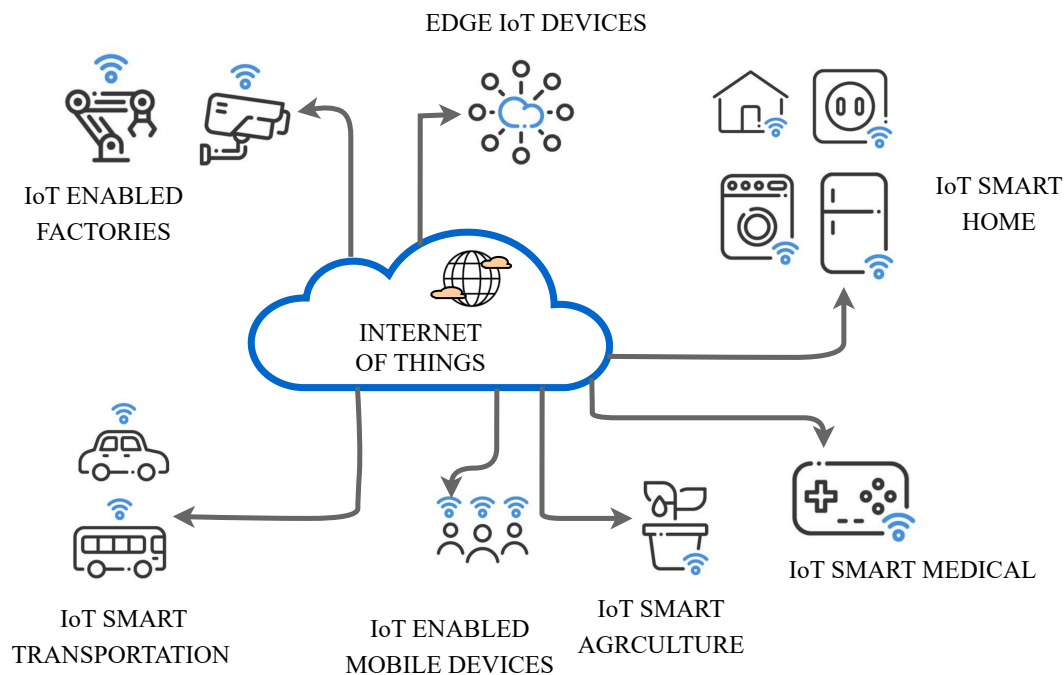 EDGE IoT DEVICES
IoT ENABLED
FACTORIES
IoT SMART
HOME
INTERNET
OF THINGS
IoT SMART MEDICAL
IoT SMART
TRANSPORTATION
IoT ENABLED
MOBILE DEVICES
IoT SMART
AGRCULTURE